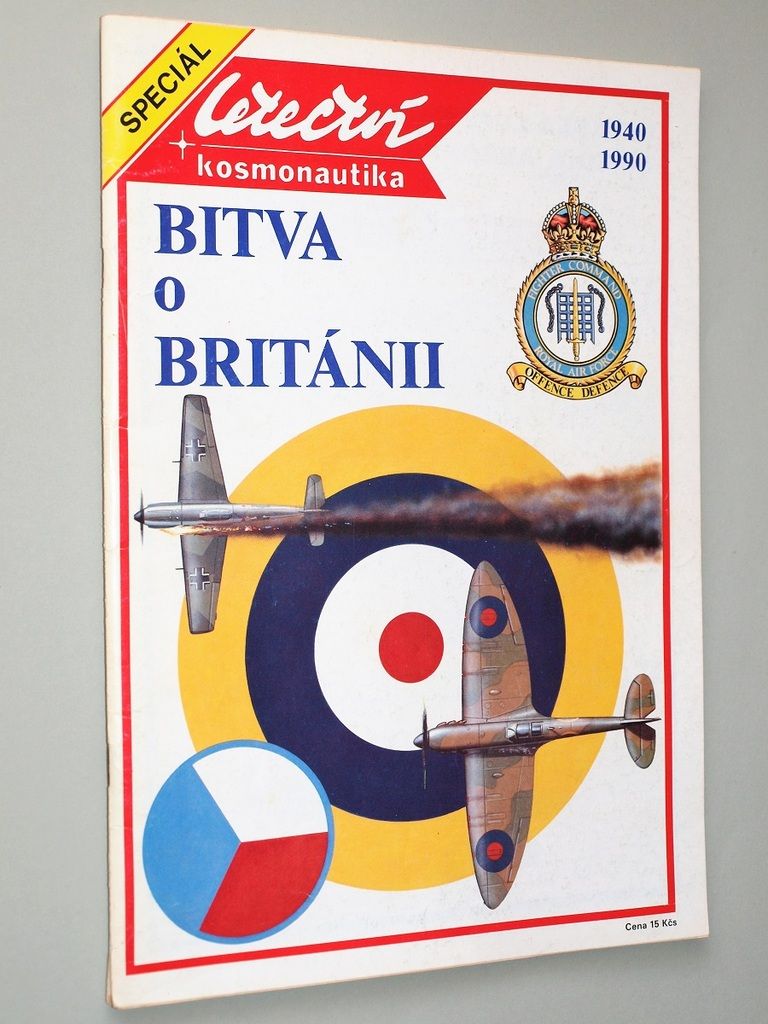 SPECIÁL
Letectví
+
kosmonautika
1940
1990
BITVA
o
BRITÁNII
FIGHTER COMMAND
ROYAL AIR FORCE
OFFENCE DEFENCE
Cena 15 Kčs